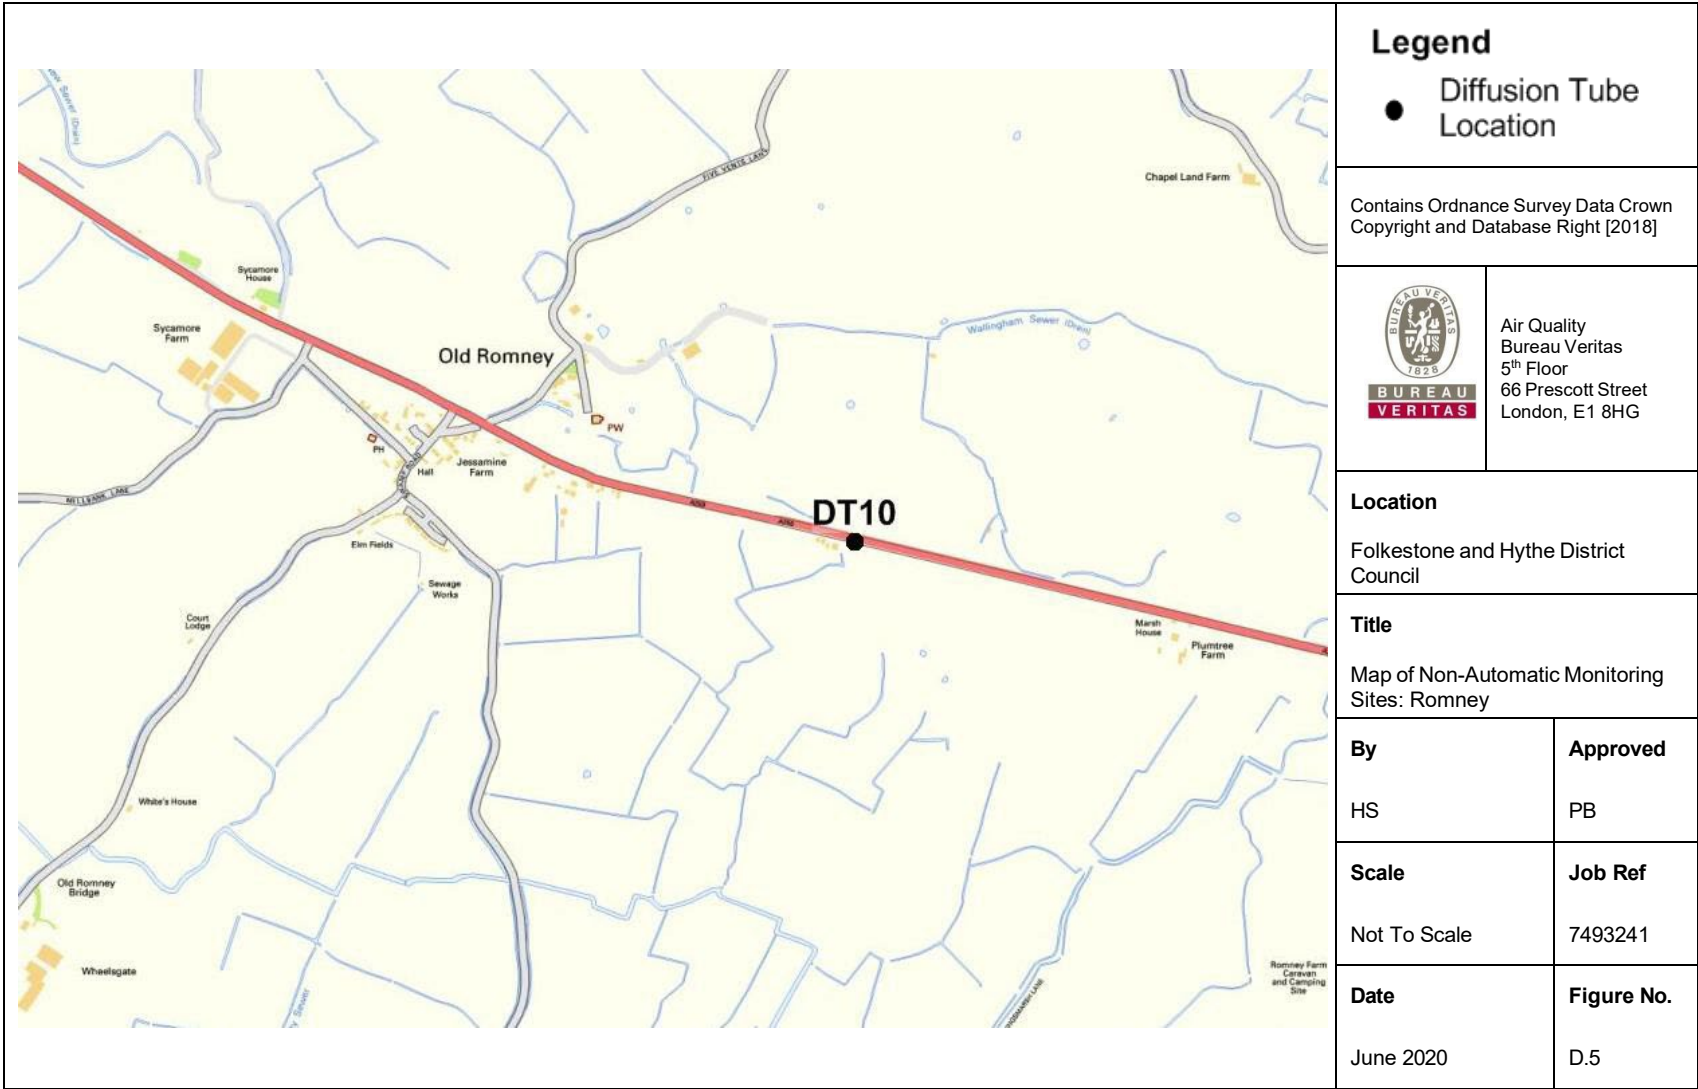 Legend
Diffusion Tube
Location
Contains Ordnance Survey Data Crown
Copyright and Database Right [2018]
BUREAU VERITAS
1828
BUREAU
VERITAS
Air Quality
Bureau Veritas
5th Floor
66 Prescott Street
London, E1 8HG
Location
Folkestone and Hythe District
Council
Title
Map of Non-Automatic Monitoring
Sites: Romney
By
Approved
HS
PB
Scale
Job Ref
Not To Scale
7493241
Date
Figure No.
June 2020
D.5
Sewer (Drain)
FIVE VENTS LANE
Chapel Land Farm
Sycamore
House
Sycamore
Farm
Old Romney
Wallingham Sewer (Drain)
PW
PH
Hall
Jessamine
Farm
A259
A259
DT10
Elm Fields
Sewage
Works
Court
Lodge
Marsh
House
Plumtree
Farm
White's House
Old Romney
Bridge
Wheelsgate
Sewer
Romney Farm
Caravan
and Camping
Site